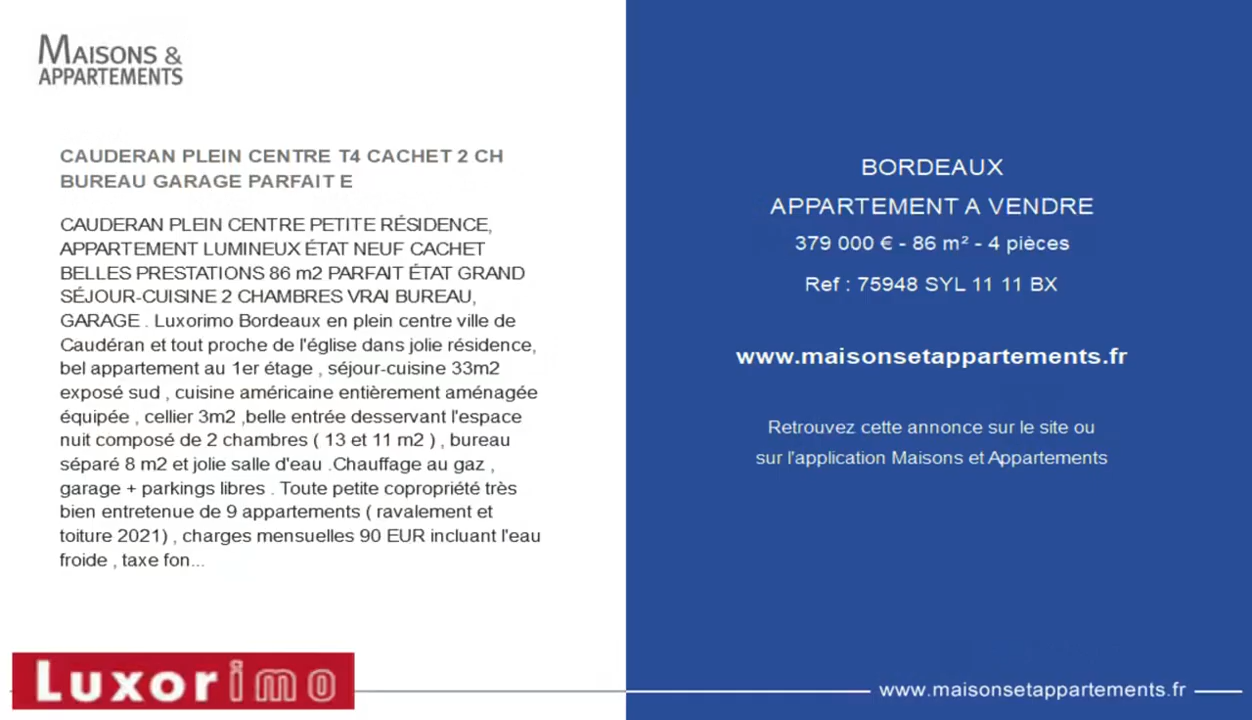 MAISONS &
APPARTEMENTS
CAUDERAN PLEIN CENTRE T4 CACHET 2 CH
BUREAU GARAGE PARFAIT E
CAUDERAN PLEIN CENTRE PETITE RÉSIDENCE,
APPARTEMENT LUMINEUX ÉTAT NEUF CACHET
BELLES PRESTATIONS 86 m2 PARFAIT ÉTAT GRAND
SÉJOUR-CUISINE 2 CHAMBRES VRAI BUREAU,
GARAGE . Luxorimo Bordeaux en plein centre ville de
Caudéran et tout proche de l'église dans jolie résidence,
bel appartement au 1er étage , séjour-cuisine 33m2
exposé sud , cuisine américaine entièrement aménagée
équipée , cellier 3m2 ,belle entrée desservant l'espace
nuit composé de 2 chambres ( 13 et 11 m2 ) , bureau
séparé 8 m2 et jolie salle d'eau .Chauffage au gaz ,
garage + parkings libres . Toute petite copropriété très
bien entretenue de 9 appartements ( ravalement et
toiture 2021) , charges mensuelles 90 EUR incluant l'eau
froide , taxe fon...
Luxorimo
BORDEAUX
APPARTEMENT A VENDRE
379 000 € - 86 m² - 4 pièces
Ref : 75948 SYL 11 11 BX
www.maisonsetappartements.fr
Retrouvez cette annonce sur le site ou
sur l'application Maisons et Appartements
www.maisonsetappartements.fr